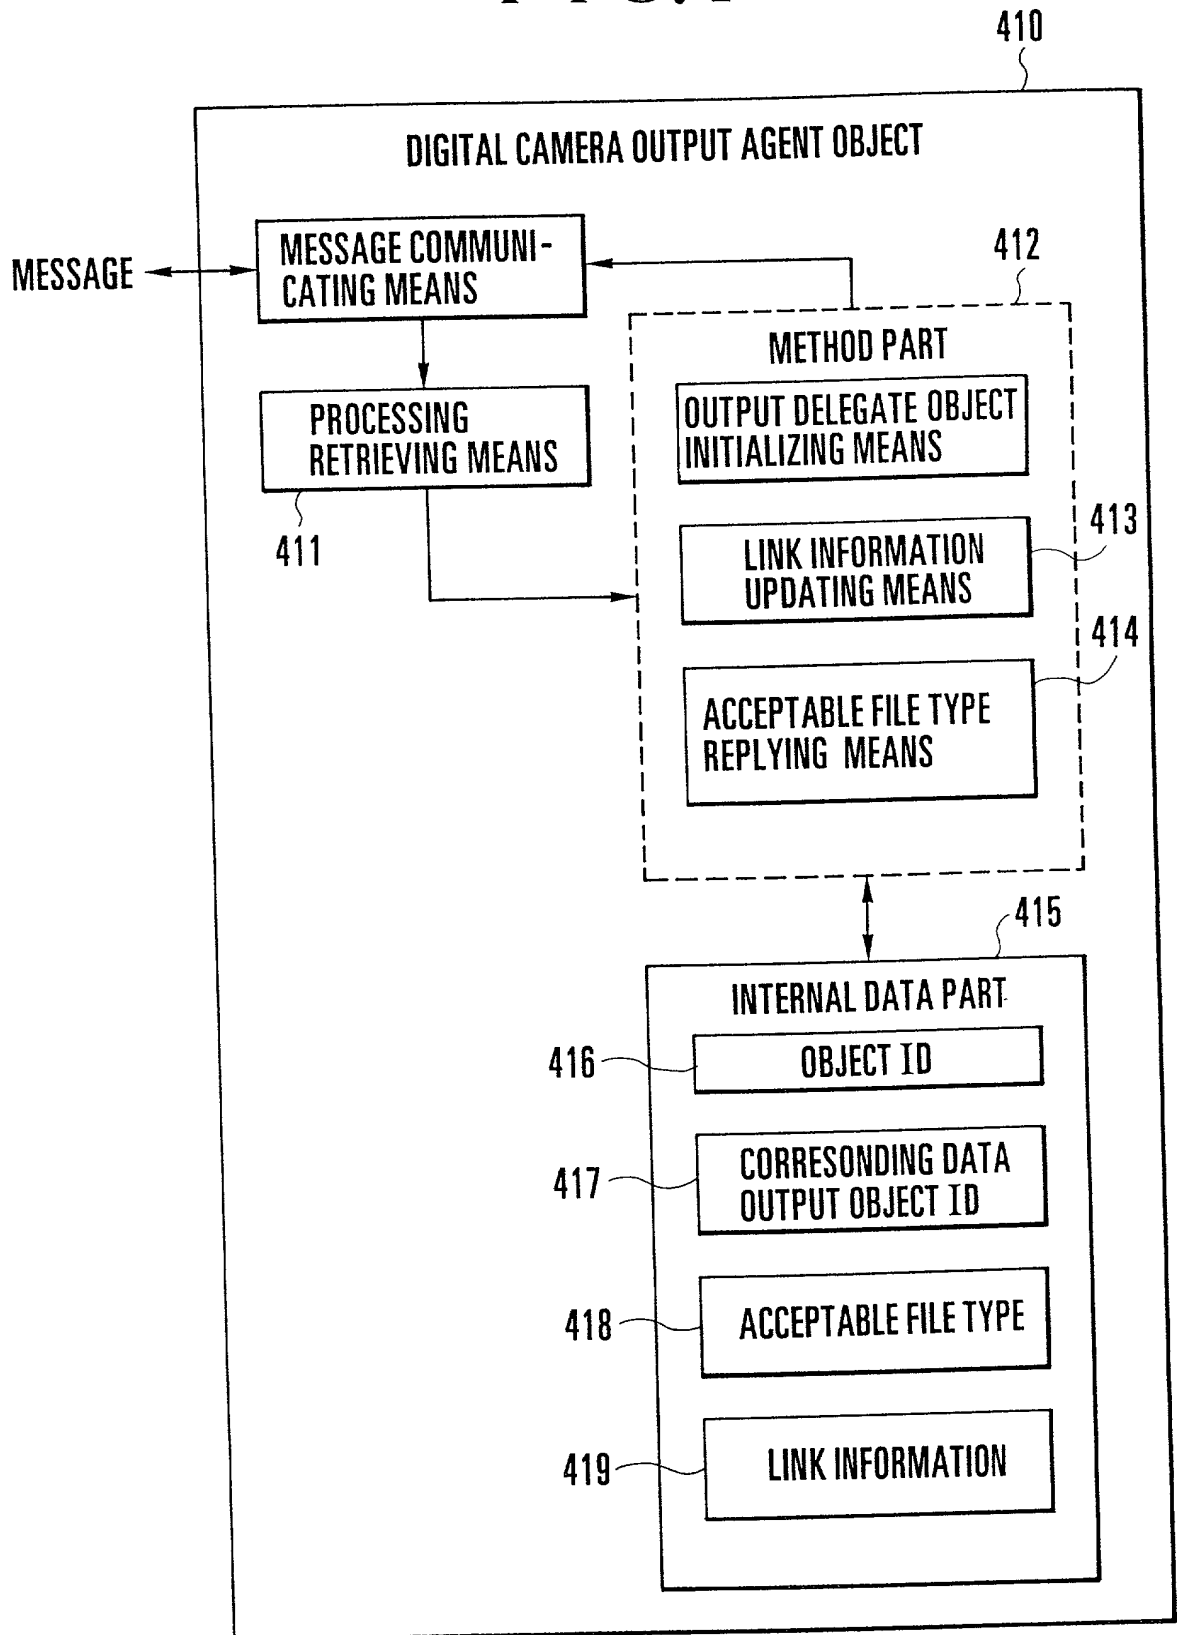 410
DIGITAL CAMERA OUTPUT AGENT OBJECT
MESSAGE
MESSAGE COMMUNI-
CATING MEANS
412
METHOD PART
PROCESSING
RETRIEVING MEANS
411
OUTPUT DELEGATE OBJECT
INITIALIZING MEANS
413
LINK INFORMATION
UPDATING MEANS
414
ACCEPTABLE FILE TYPE
REPLYING MEANS
415
INTERNAL DATA PART
416
OBJECT ID
417
CORRESONDING DATA
OUTPUT OBJECT ID
418
ACCEPTABLE FILE TYPE
419
LINK INFORMATION